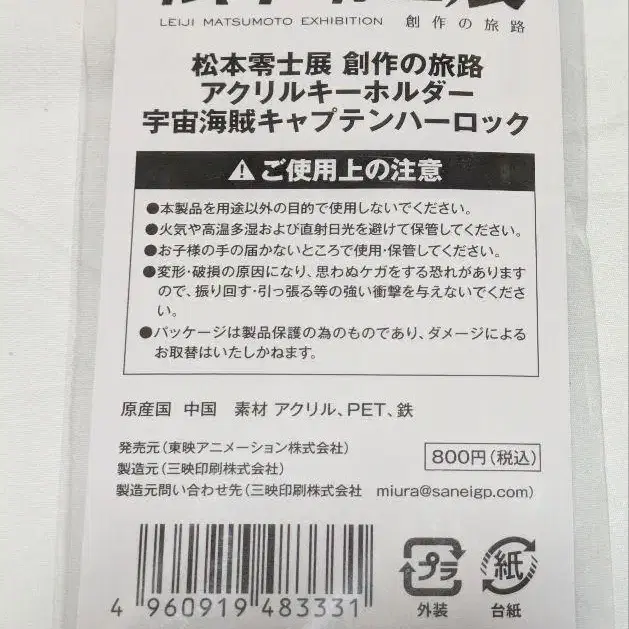 LEIJI MATSUMOTO EXHIBITION 創作の旅路
松本零士展 創作の旅路
アクリルキーホルダー
宇宙海賊キャプテンハーロック
ご使用上の注意
●本製品を用途以外の目的で使用しないでください。
●火気や高温多湿および直射日光を避けて保管してください。
●お子様の手の届かないところで使用・保管してください。
●変形・破損の原因になり、思わぬケガをする恐れがあります
ので、振り回す・引っ張る等の強い衝撃を与えないでくださ
い。
●パッケージは製品保護の為のものであり、ダメージによる
お取替はいたしかねます。
原産国 中国 素材 アクリル、PET、鉄
発売元(東映アニメーション株式会社)
製造元(三映印刷株式会社)
800円(税込)
製造元問い合わせ先(三映印刷株式会社 miura@saneigp.com)
4 960919 483331
プラ
外装
紙
台紙